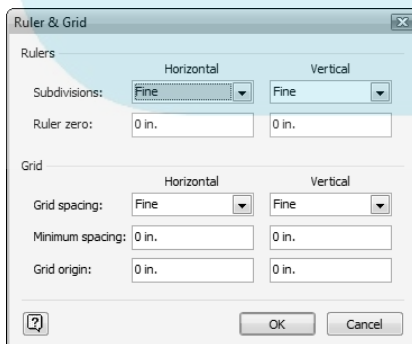 Ruler & Grid
Rulers
Horizontal Vertical
Subdivisions: Fine Fine
Ruler zero: 0 in. 0 in.
Grid
Horizontal Vertical
Grid spacing: Fine Fine
Minimum spacing: 0 in. 0 in.
Grid origin: 0 in. 0 in.
? OK Cancel